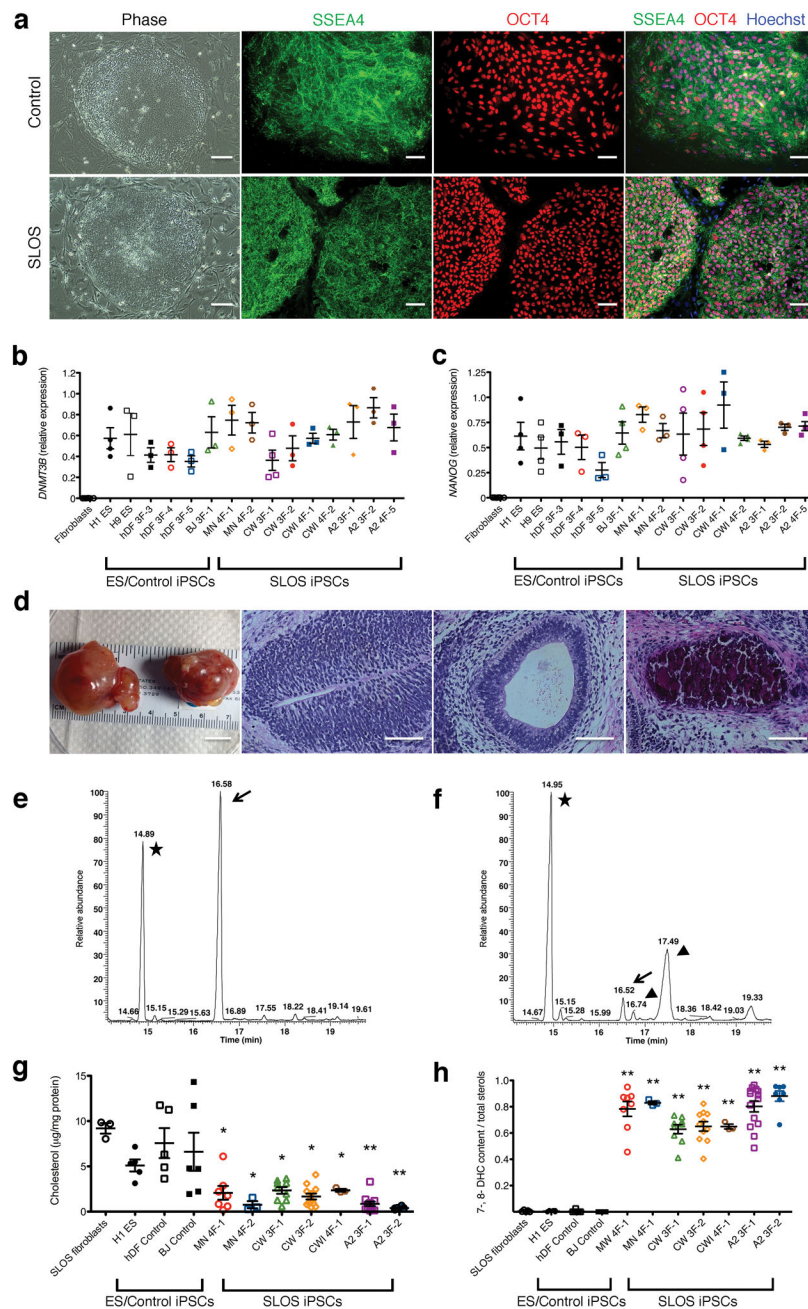 a
Phase
SSEA4
OCT4
SSEA4 OCT4 Hoechst
Control
SLOS
b
DNMT3B (relative expression)
1.2
1.0
0.8
0.6
0.4
0.2
0
Fibroblasts
H1 ES
H9 ES
hDF 3F-3
hDF 3F-4
hDF 3F-5
BJ 3F-1
MN 4F-1
MN 4F-2
CW 3F-1
CW 3F-2
CWI 4F-1
CWI 4F-2
A2 3F-1
A2 3F-2
A2 4F-5
ES/Control iPSCs
SLOS iPSCs
c
NANOG (relative expression)
1.25
1.00
0.75
0.50
0.25
0
Fibroblasts
H1 ES
H9 ES
hDF 3F-3
hDF 3F-4
hDF 3F-5
BJ 3F-1
MN 4F-1
MN 4F-2
CW 3F-1
CW 3F-2
CWI 4F-1
CWI 4F-2
A2 3F-1
A2 3F-2
A2 4F-5
ES/Control iPSCs
SLOS iPSCs
d
e
Relative abundance
100
90
80
70
60
50
40
30
20
10
14.89
16.58
14.66
15.15
15.29
15.63
16.89
17.55
18.22
18.41
19.14
19.61
15
16
17
18
19
Time (min)
f
Relative abundance
100
90
80
70
60
50
40
30
20
10
14.95
17.49
14.67
15.15
15.28
15.99
16.52
16.74
18.36
18.42
19.03
19.33
15
16
17
18
19
Time (min)
g
Cholesterol (µg/mg protein)
20
15
10
5
0
* * * * * ** **
SLOS fibroblasts
H1 ES
hDF Control
BJ Control
MN 4F-1
MN 4F-2
CW 3F-1
CW 3F-2
CWI 4F-1
A2 3F-1
A2 3F-2
ES/Control iPSCs
SLOS iPSCs
h
7-, 8- DHC content / total sterols
1.0
0.8
0.6
0.4
0.2
0
** ** ** ** ** ** **
SLOS fibroblasts
H1 ES
hDF Control
BJ Control
MW 4F-1
MN 4F-1
CW 3F-1
CW 3F-2
CWI 4F-1
A2 3F-1
A2 3F-2
ES/Control iPSCs
SLOS iPSCs